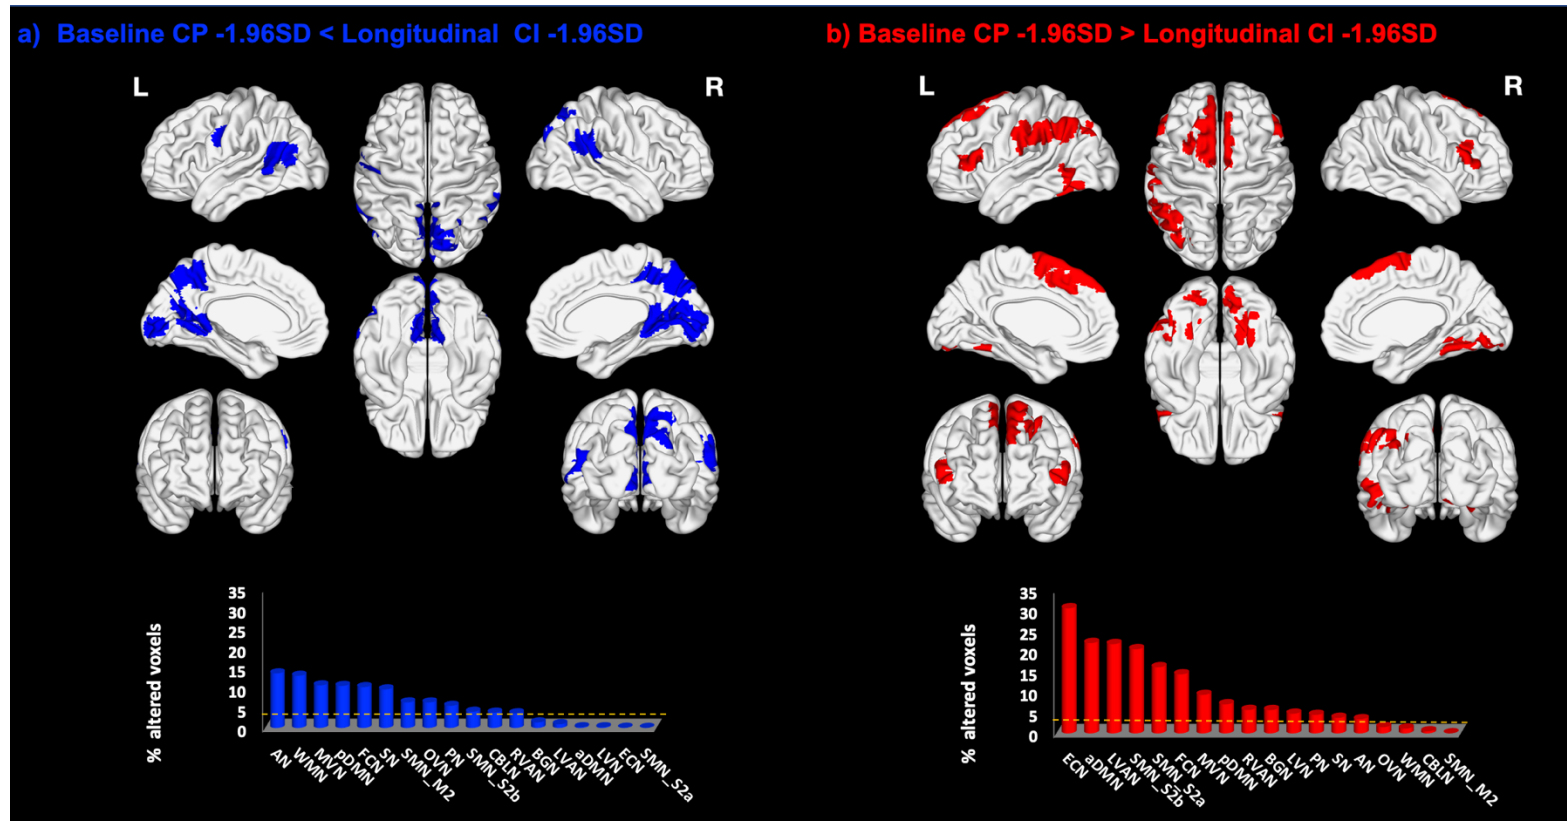 a) Baseline CP -1.96SD < Longitudinal CI -1.96SD
L
R
% altered voxels
35
30
25
20
15
10
5
0
AN
WMN
MVN
pDMN
FCN
SN
SMN_M2
OVN
PN
SMN_S2b
CBLN
RVAN
BGN
LVAN
aDMN
LVN
ECN
SMN_S2a
b) Baseline CP -1.96SD > Longitudinal CI -1.96SD
L
R
% altered voxels
35
30
25
20
15
10
5
0
ECN
aDMN
LVAN
SMN_S2b
SMN_S2a
FCN
MVN
pDMN
RVAN
BGN
LVN
PN
SN
AN
OVN
WMN
CBLN
SMN_M2